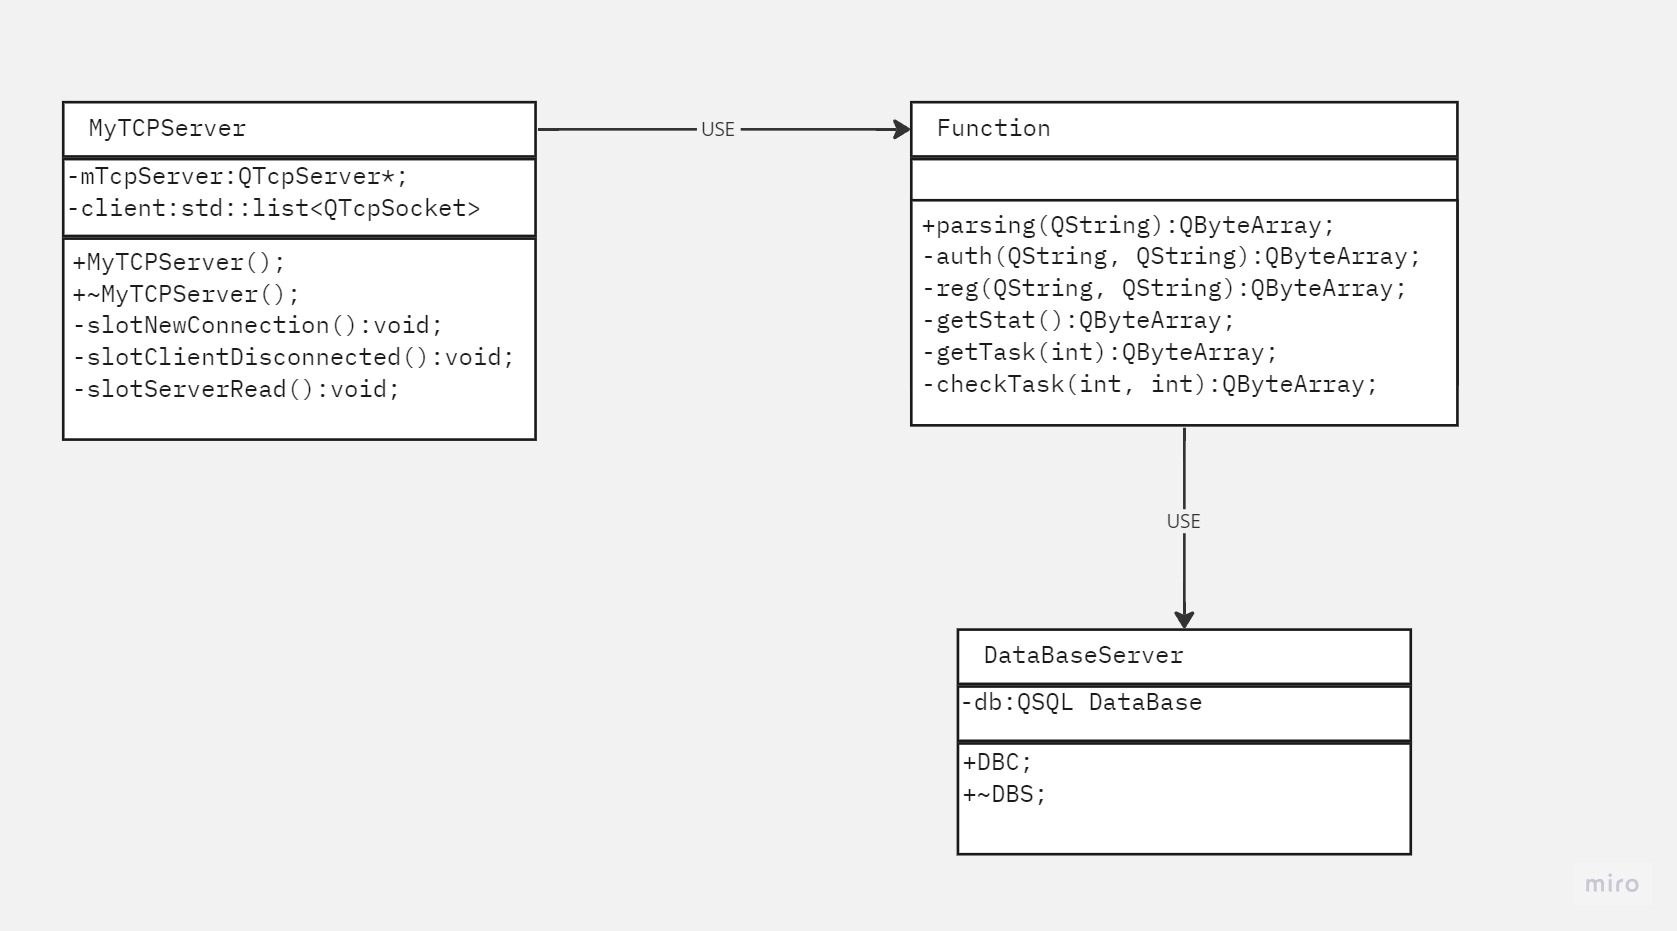 MyTCPServer
-mTcpServer:QTcpServer*;
-client:std::list<QTcpSocket>
+MyTCPServer();
+~MyTCPServer();
-slotNewConnection():void;
-slotClientDisconnected():void;
-slotServerRead():void;
USE
Function
+parsing(QString):QByteArray;
-auth(QString, QString):QByteArray;
-reg(QString, QString):QByteArray;
-getStat():QByteArray;
-getTask(int):QByteArray;
-checkTask(int, int):QByteArray;
USE
DataBaseServer
-db:QSQL DataBase
+DBC;
+~DBS;
miro